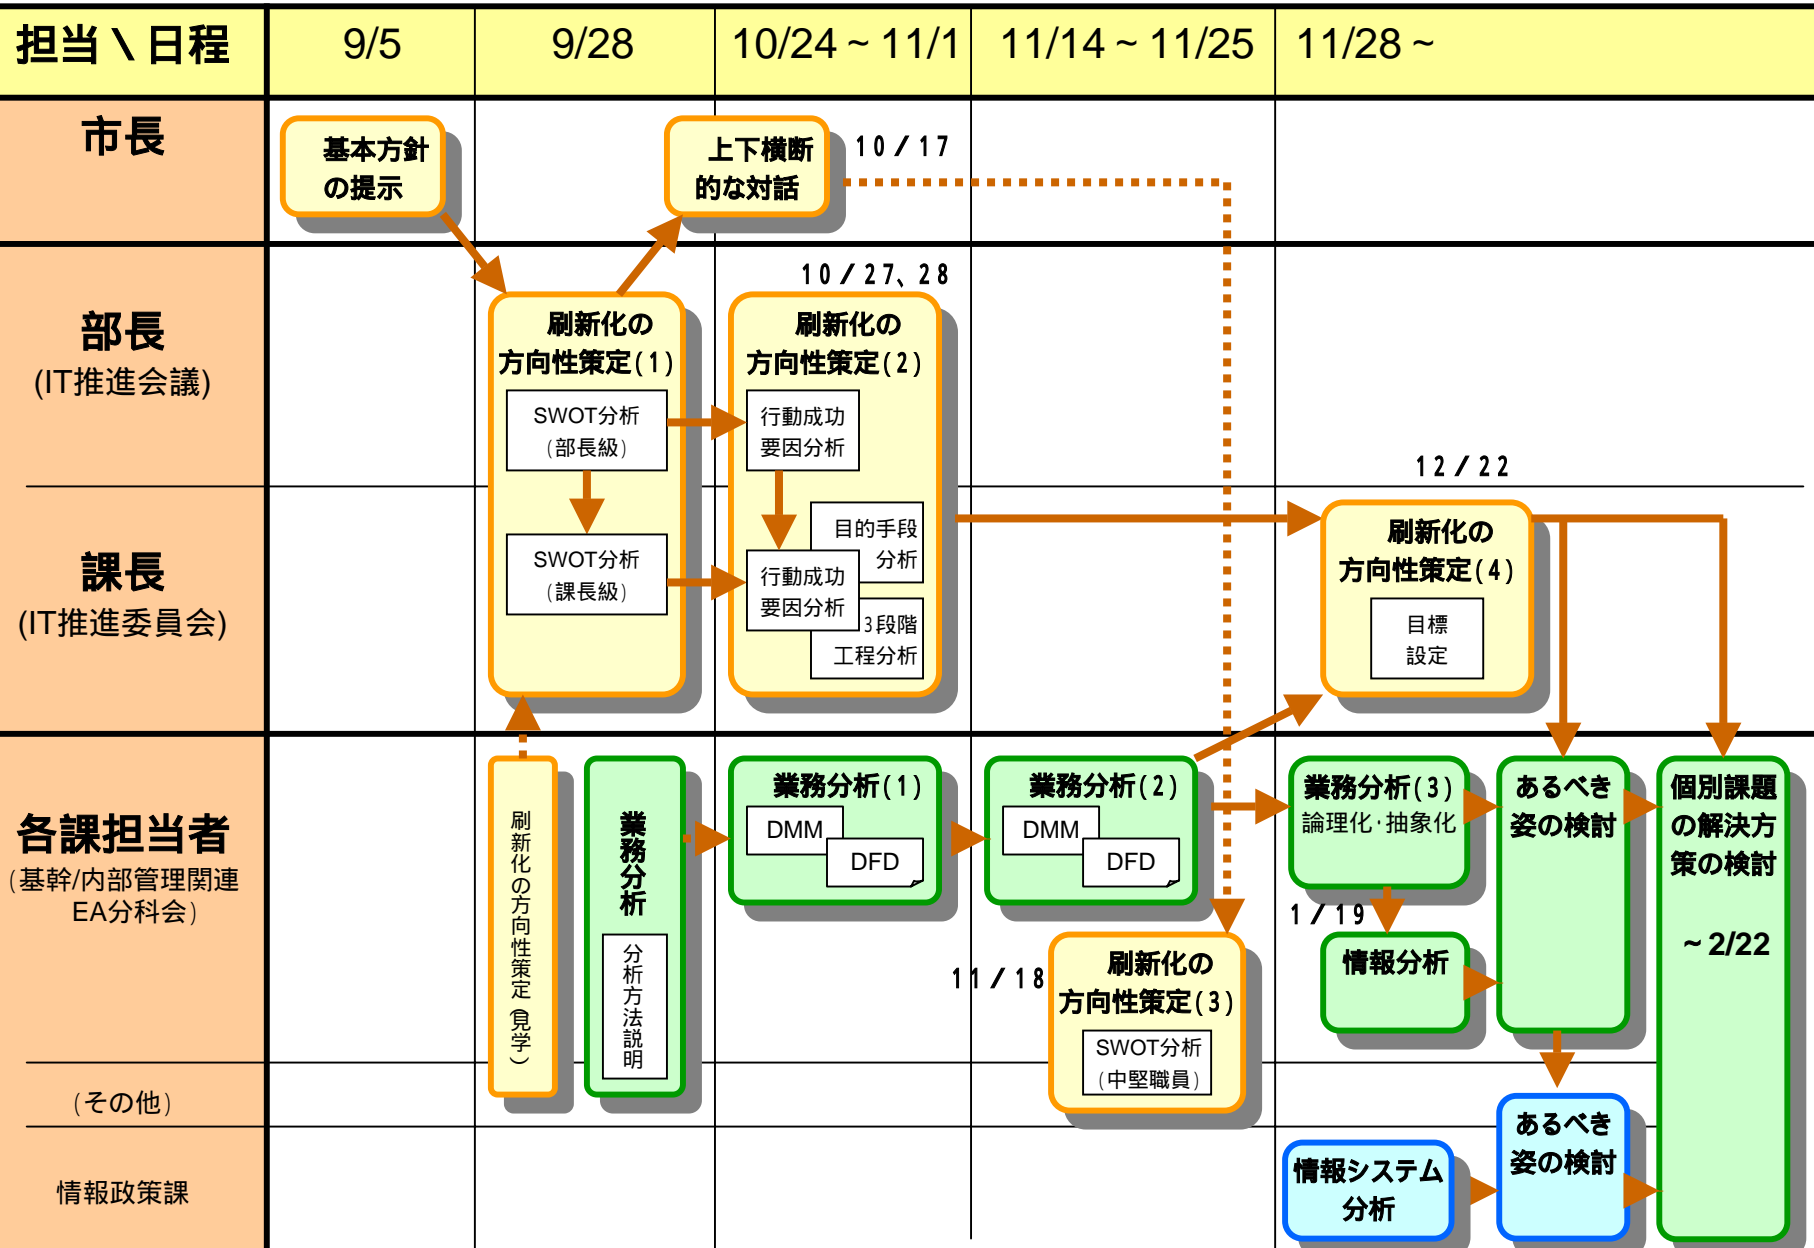 担当\日程
9/5
9/28
10/24～11/1
11/14～11/25
11/28～
市長
基本方針
の提示
上下横断
的な対話
10/17
部長
(IT推進会議)
10/27、28
刷新化の
方向性策定(1)
SWOT分析
(部長級)
刷新化の
方向性策定(2)
行動成功
要因分析
課長
(IT推進委員会)
SWOT分析
(課長級)
目的手段
分析
行動成功
要因分析
3段階
工程分析
12/22
刷新化の
方向性策定(4)
目標
設定
各課担当者
(基幹/内部管理関連
EA分科会)
刷新化の方向性策定(見学)
業務分析
分析方法説明
業務分析(1)
DMM
DFD
業務分析(2)
DMM
DFD
業務分析(3)
論理化・抽象化
あるべき
姿の検討
個別課題
の解決方
策の検討
～2/22
1/19
情報分析
11/18
刷新化の
方向性策定(3)
SWOT分析
(中堅職員)
(その他)
情報政策課
情報システム
分析
あるべき
姿の検討